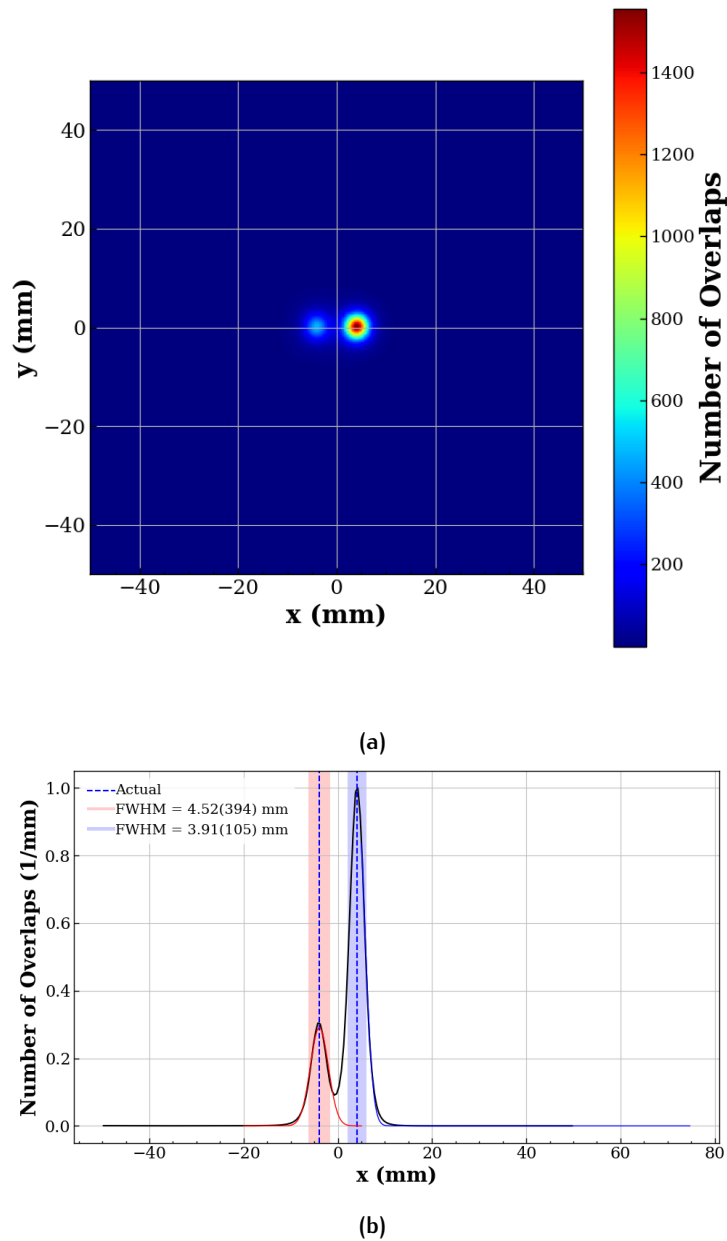 1400
1200
1000
800
600
400
200
Number of Overlaps
40
20
0
−20
−40
y (mm)
−40 −20 0 20 40
x (mm)
(a)
Actual
FWHM = 4.52(394) mm
FWHM = 3.91(105) mm
1.0
0.8
0.6
0.4
0.2
0.0
Number of Overlaps (1/mm)
−40 −20 0 20 40 60 80
x (mm)
(b)